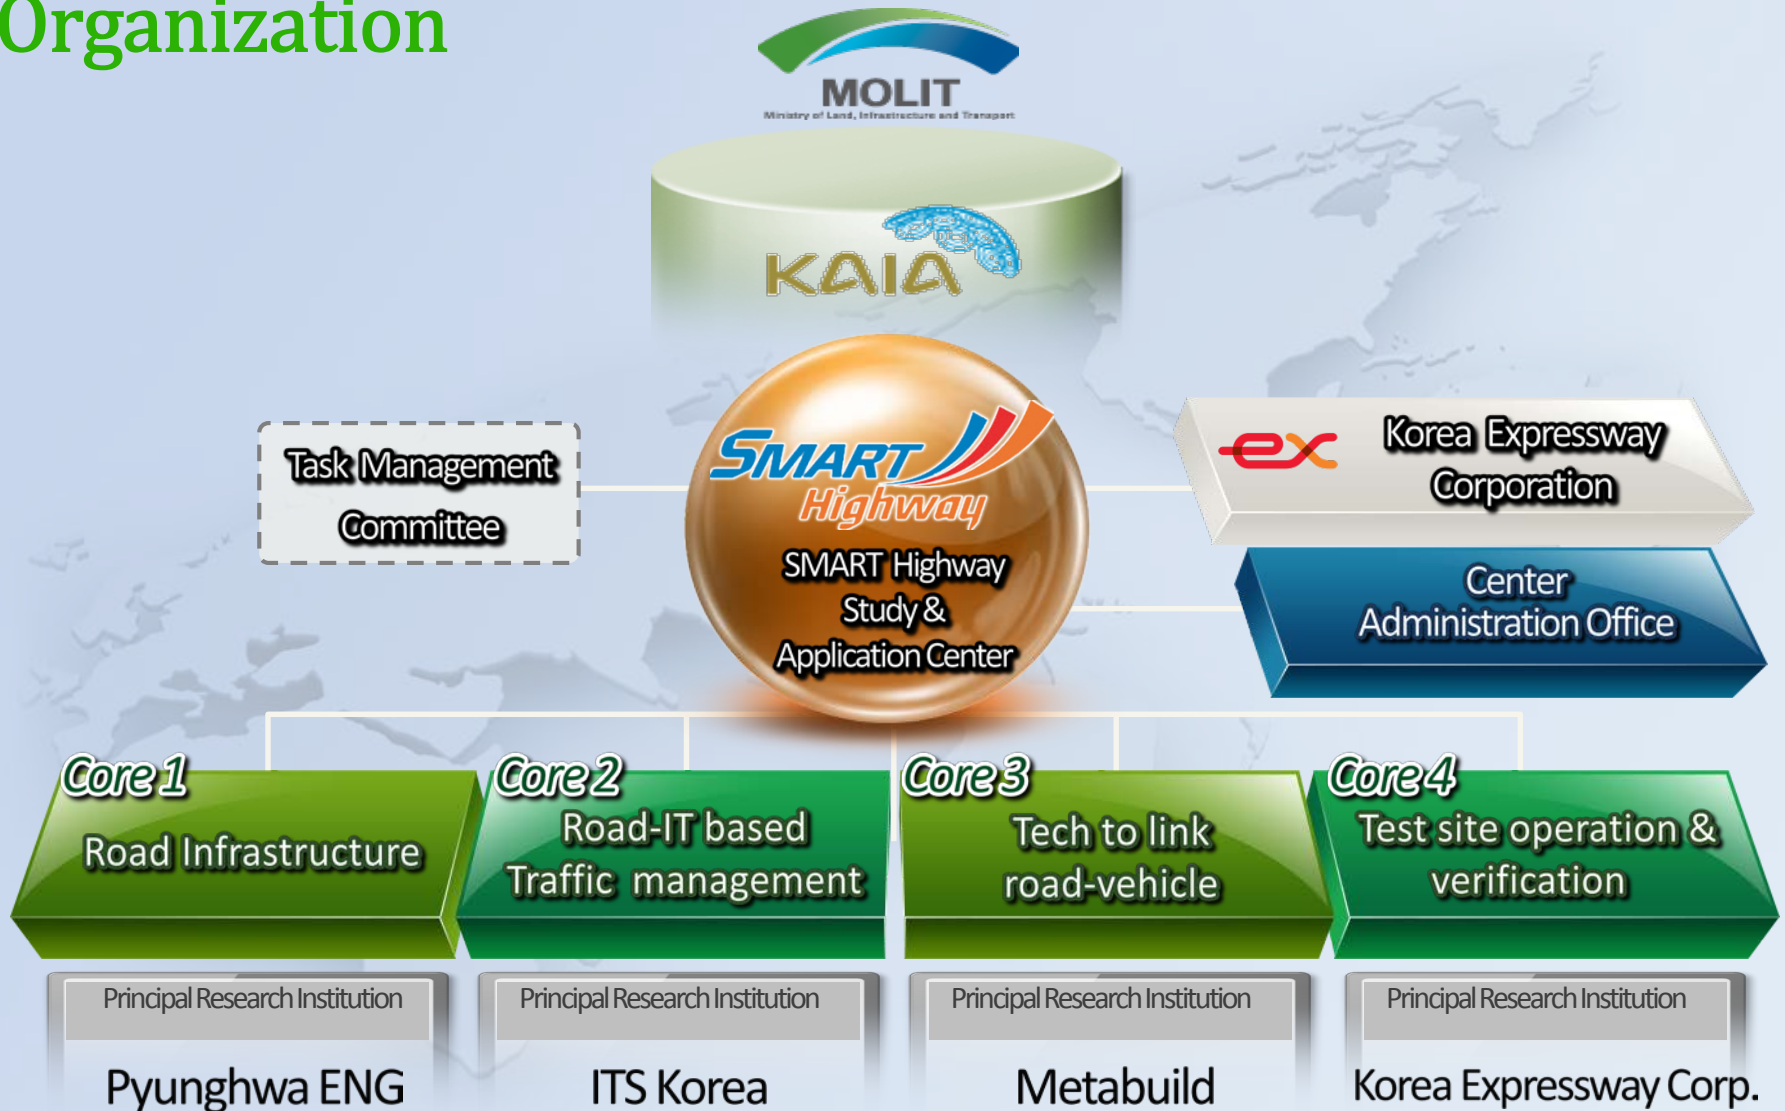 Organization
MOLIT
Ministry of Land, Infrastructure and Transport
KAIA
Task Management
Committee
SMART
Highway
SMART Highway
Study &
Application Center
ex
Korea Expressway
Corporation
Center
Administration Office
Core 1
Road Infrastructure
Core 2
Road-IT based
Traffic management
Core 3
Tech to link
road-vehicle
Core 4
Test site operation &
verification
Principal Research Institution
Pyunghwa ENG
Principal Research Institution
ITS Korea
Principal Research Institution
Metabuild
Principal Research Institution
Korea Expressway Corp.